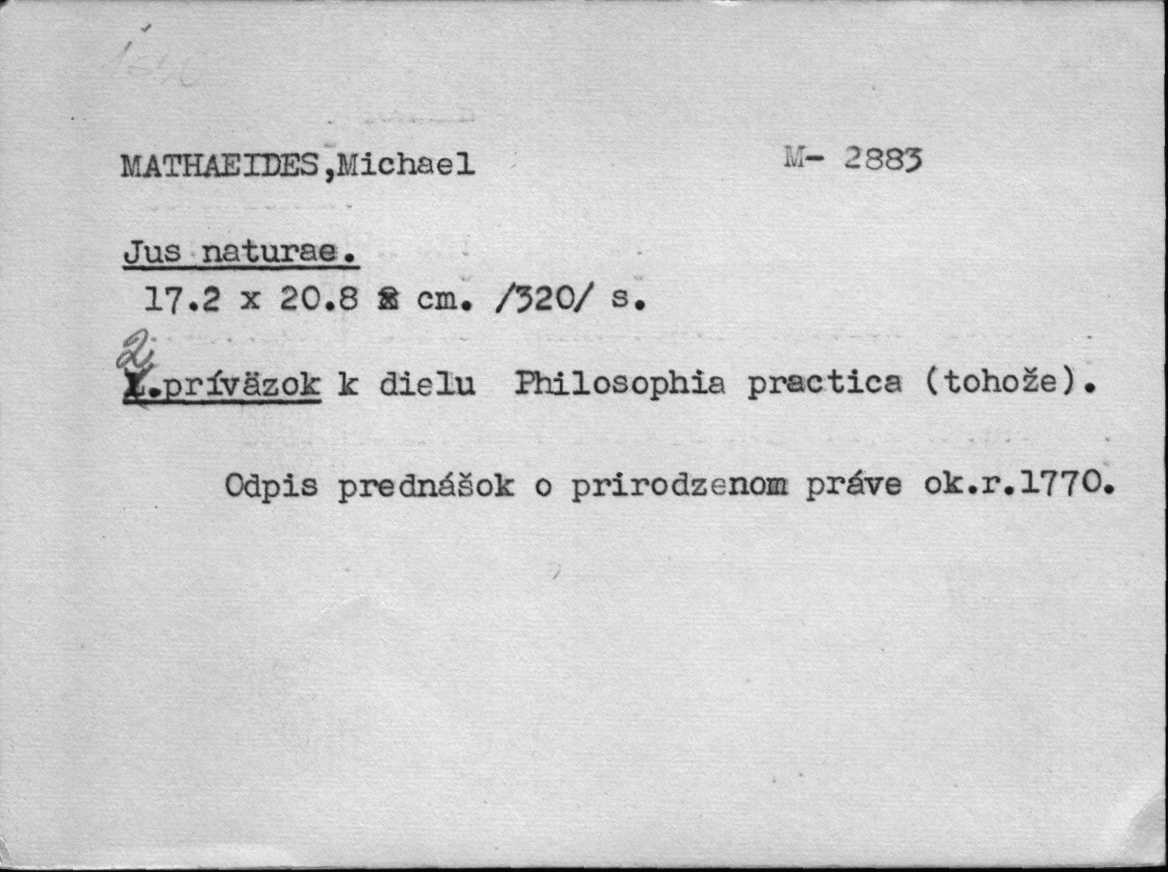 MATHAEIDES,Michael M- 2883
Jus naturae.
17.2 x 20.8 cm. /320/ s.
2.príväzok k dielu Philosophia practica (tohože).
Odpis prednášok o prirodzenom práve ok.r.1770.